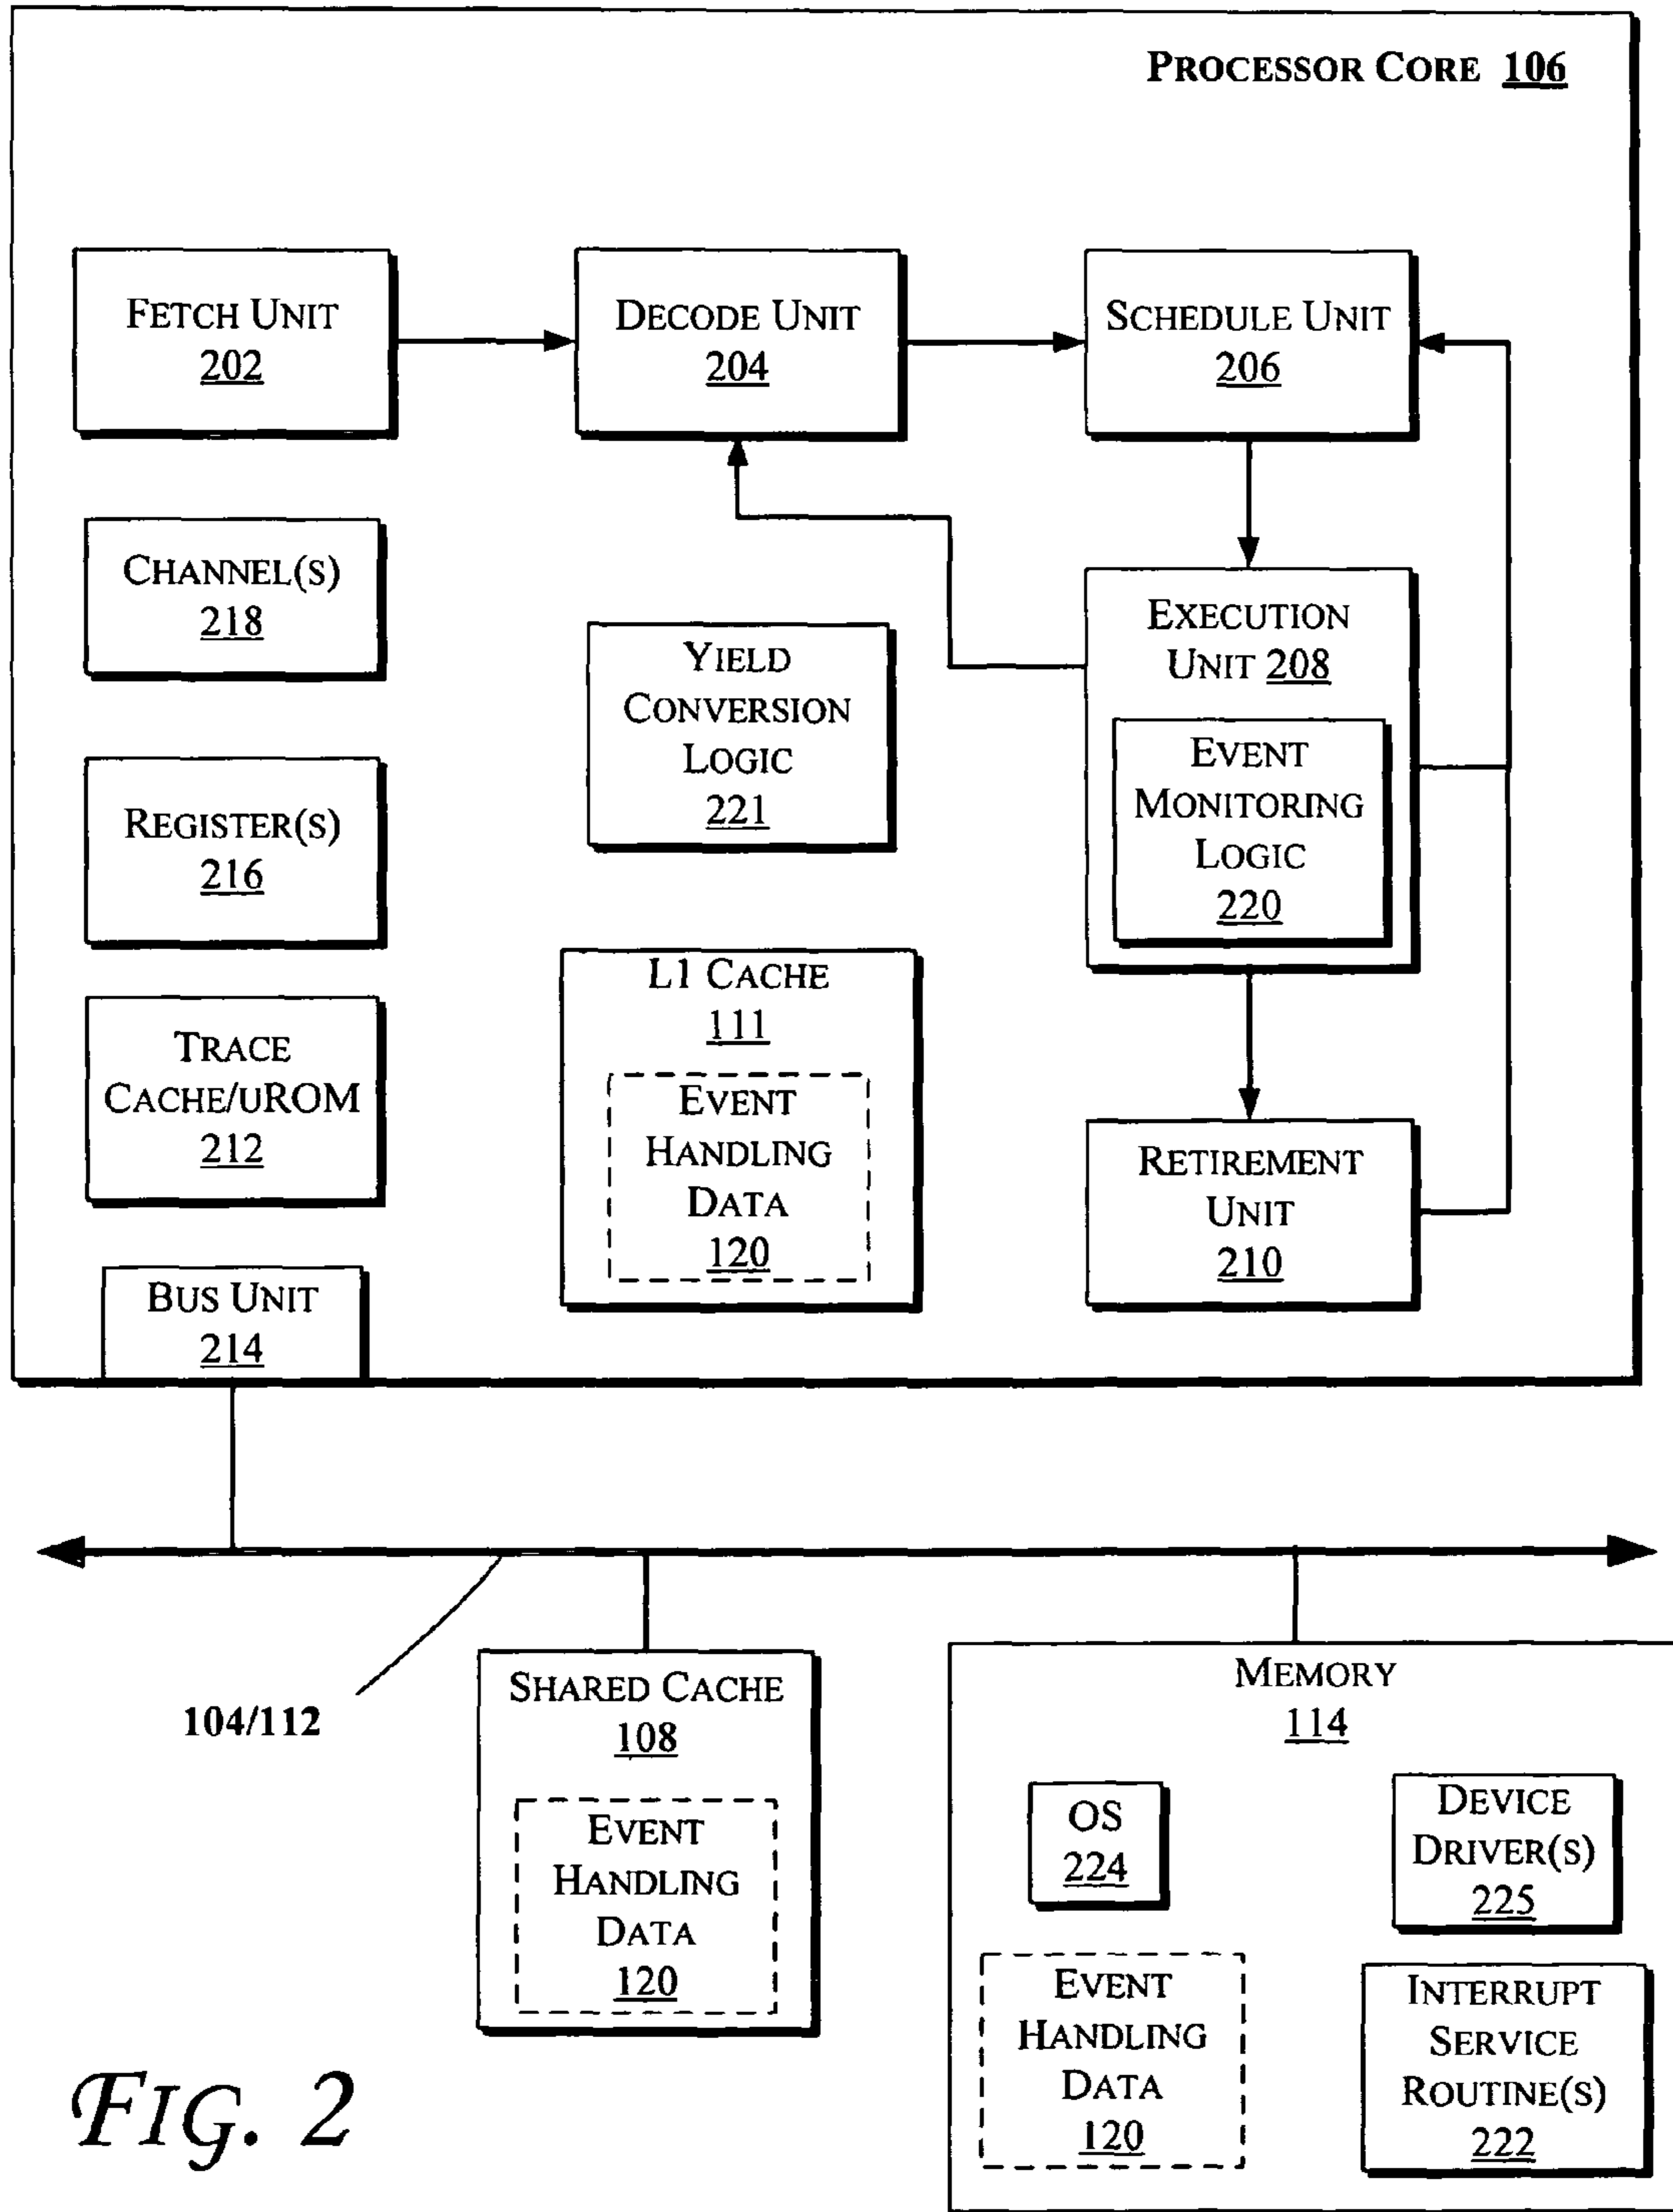 PROCESSOR CORE 106
FETCH UNIT
202
DECODE UNIT
204
SCHEDULE UNIT
206
CHANNEL(S)
218
YIELD
CONVERSION
LOGIC
221
EXECUTION
UNIT 208
EVENT
MONITORING
LOGIC
220
REGISTER(S)
216
L1 CACHE
111
EVENT
HANDLING
DATA
120
TRACE
CACHE/UROM
212
RETIREMENT
UNIT
210
BUS UNIT
214
104/112
SHARED CACHE
108
EVENT
HANDLING
DATA
120
MEMORY
114
OS
224
DEVICE
DRIVER(S)
225
EVENT
HANDLING
DATA
120
INTERRUPT
SERVICE
ROUTINE(S)
222
FIG. 2